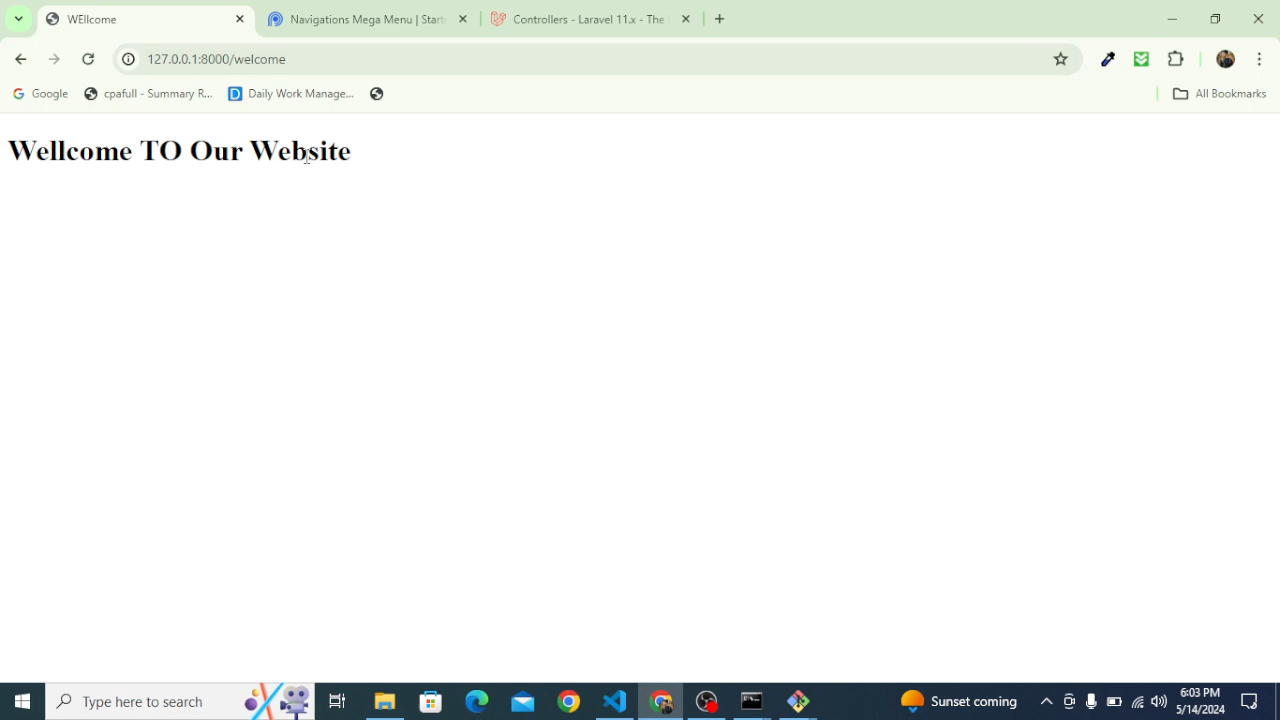 WEllcome
Navigations Mega Menu | Start
Controllers - Laravel 11.x - The
127.0.0.1:8000/welcome
Google
cpafull - Summary R...
Daily Work Manage...
All Bookmarks
Wellcome TO Our Website
Type here to search
Sunset coming
6:03 PM
5/14/2024